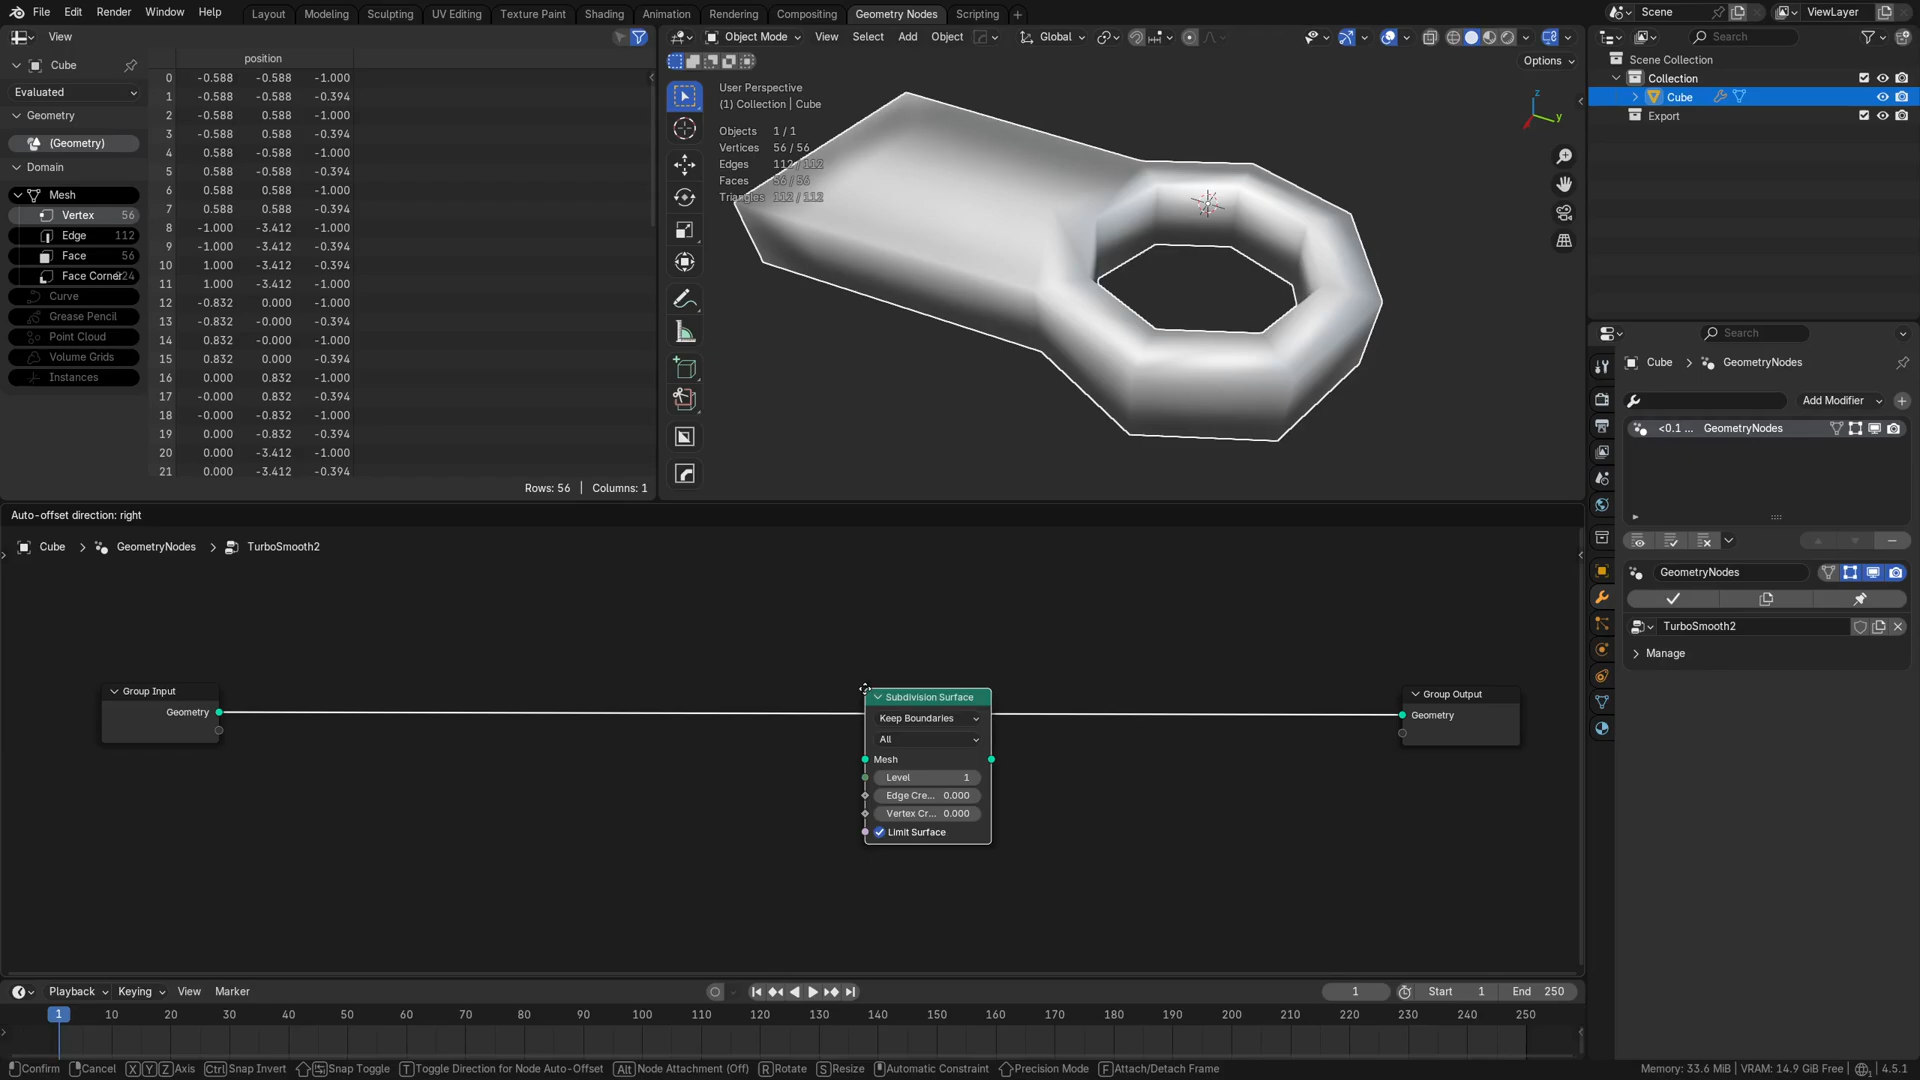 File Edit Render Window Help Layout Modeling Sculpting UV Editing Texture Paint Shading Animation Rendering Compositing Geometry Nodes Scripting Scene ViewLayer
View
Cube
Evaluated
Geometry
(Geometry)
Domain
Mesh
Vertex 56
Edge 112
Face 56
Face Corner 224
Curve
Grease Pencil
Point Cloud
Volume Grids
Instances
position
0 -0.588 -0.588 -1.000
1 -0.588 -0.588 -0.394
2 -0.588 0.588 -1.000
3 -0.588 0.588 -0.394
4 0.588 -0.588 -1.000
5 0.588 -0.588 -0.394
6 0.588 0.588 -1.000
7 0.588 0.588 -0.394
8 -1.000 -3.412 -1.000
9 -1.000 -3.412 -0.394
10 1.000 -3.412 -1.000
11 1.000 -3.412 -0.394
12 -0.832 0.000 -1.000
13 -0.832 -0.000 -0.394
14 0.832 -0.000 -1.000
15 0.832 0.000 -0.394
16 0.000 0.832 -1.000
17 -0.000 0.832 -0.394
18 -0.000 -0.832 -1.000
19 0.000 -0.832 -0.394
20 0.000 -3.412 -1.000
21 0.000 -3.412 -0.394
Rows: 56 | Columns: 1
Object Mode View Select Add Object Global
Options
User Perspective
(1) Collection | Cube
Objects 1 / 1
Vertices 56 / 56
Edges 112 / 112
Faces 56 / 56
Triangles 112 / 112
Z
Y
Search
Scene Collection
Collection
Cube
Export
Search
Cube GeometryNodes
Add Modifier
<0.1 ... GeometryNodes
GeometryNodes
TurboSmooth2
Manage
Auto-offset direction: right
Cube GeometryNodes TurboSmooth2
Group Input
Geometry
Subdivision Surface
Keep Boundaries
All
Mesh
Level 1
Edge Cre... 0.000
Vertex Cr... 0.000
Limit Surface
Group Output
Geometry
Playback Keying View Marker 1 Start 1 End 250
1 10 20 30 40 50 60 70 80 90 100 110 120 130 140 150 160 170 180 190 200 210 220 230 240 250
Confirm Cancel X Y Z Axis Ctrl Snap Invert Snap Toggle T Toggle Direction for Node Auto-Offset Alt Node Attachment (Off) R Rotate S Resize Automatic Constraint Precision Mode F Attach/Detach Frame Memory: 33.6 MiB | VRAM: 14.9 GiB Free 4.5.1